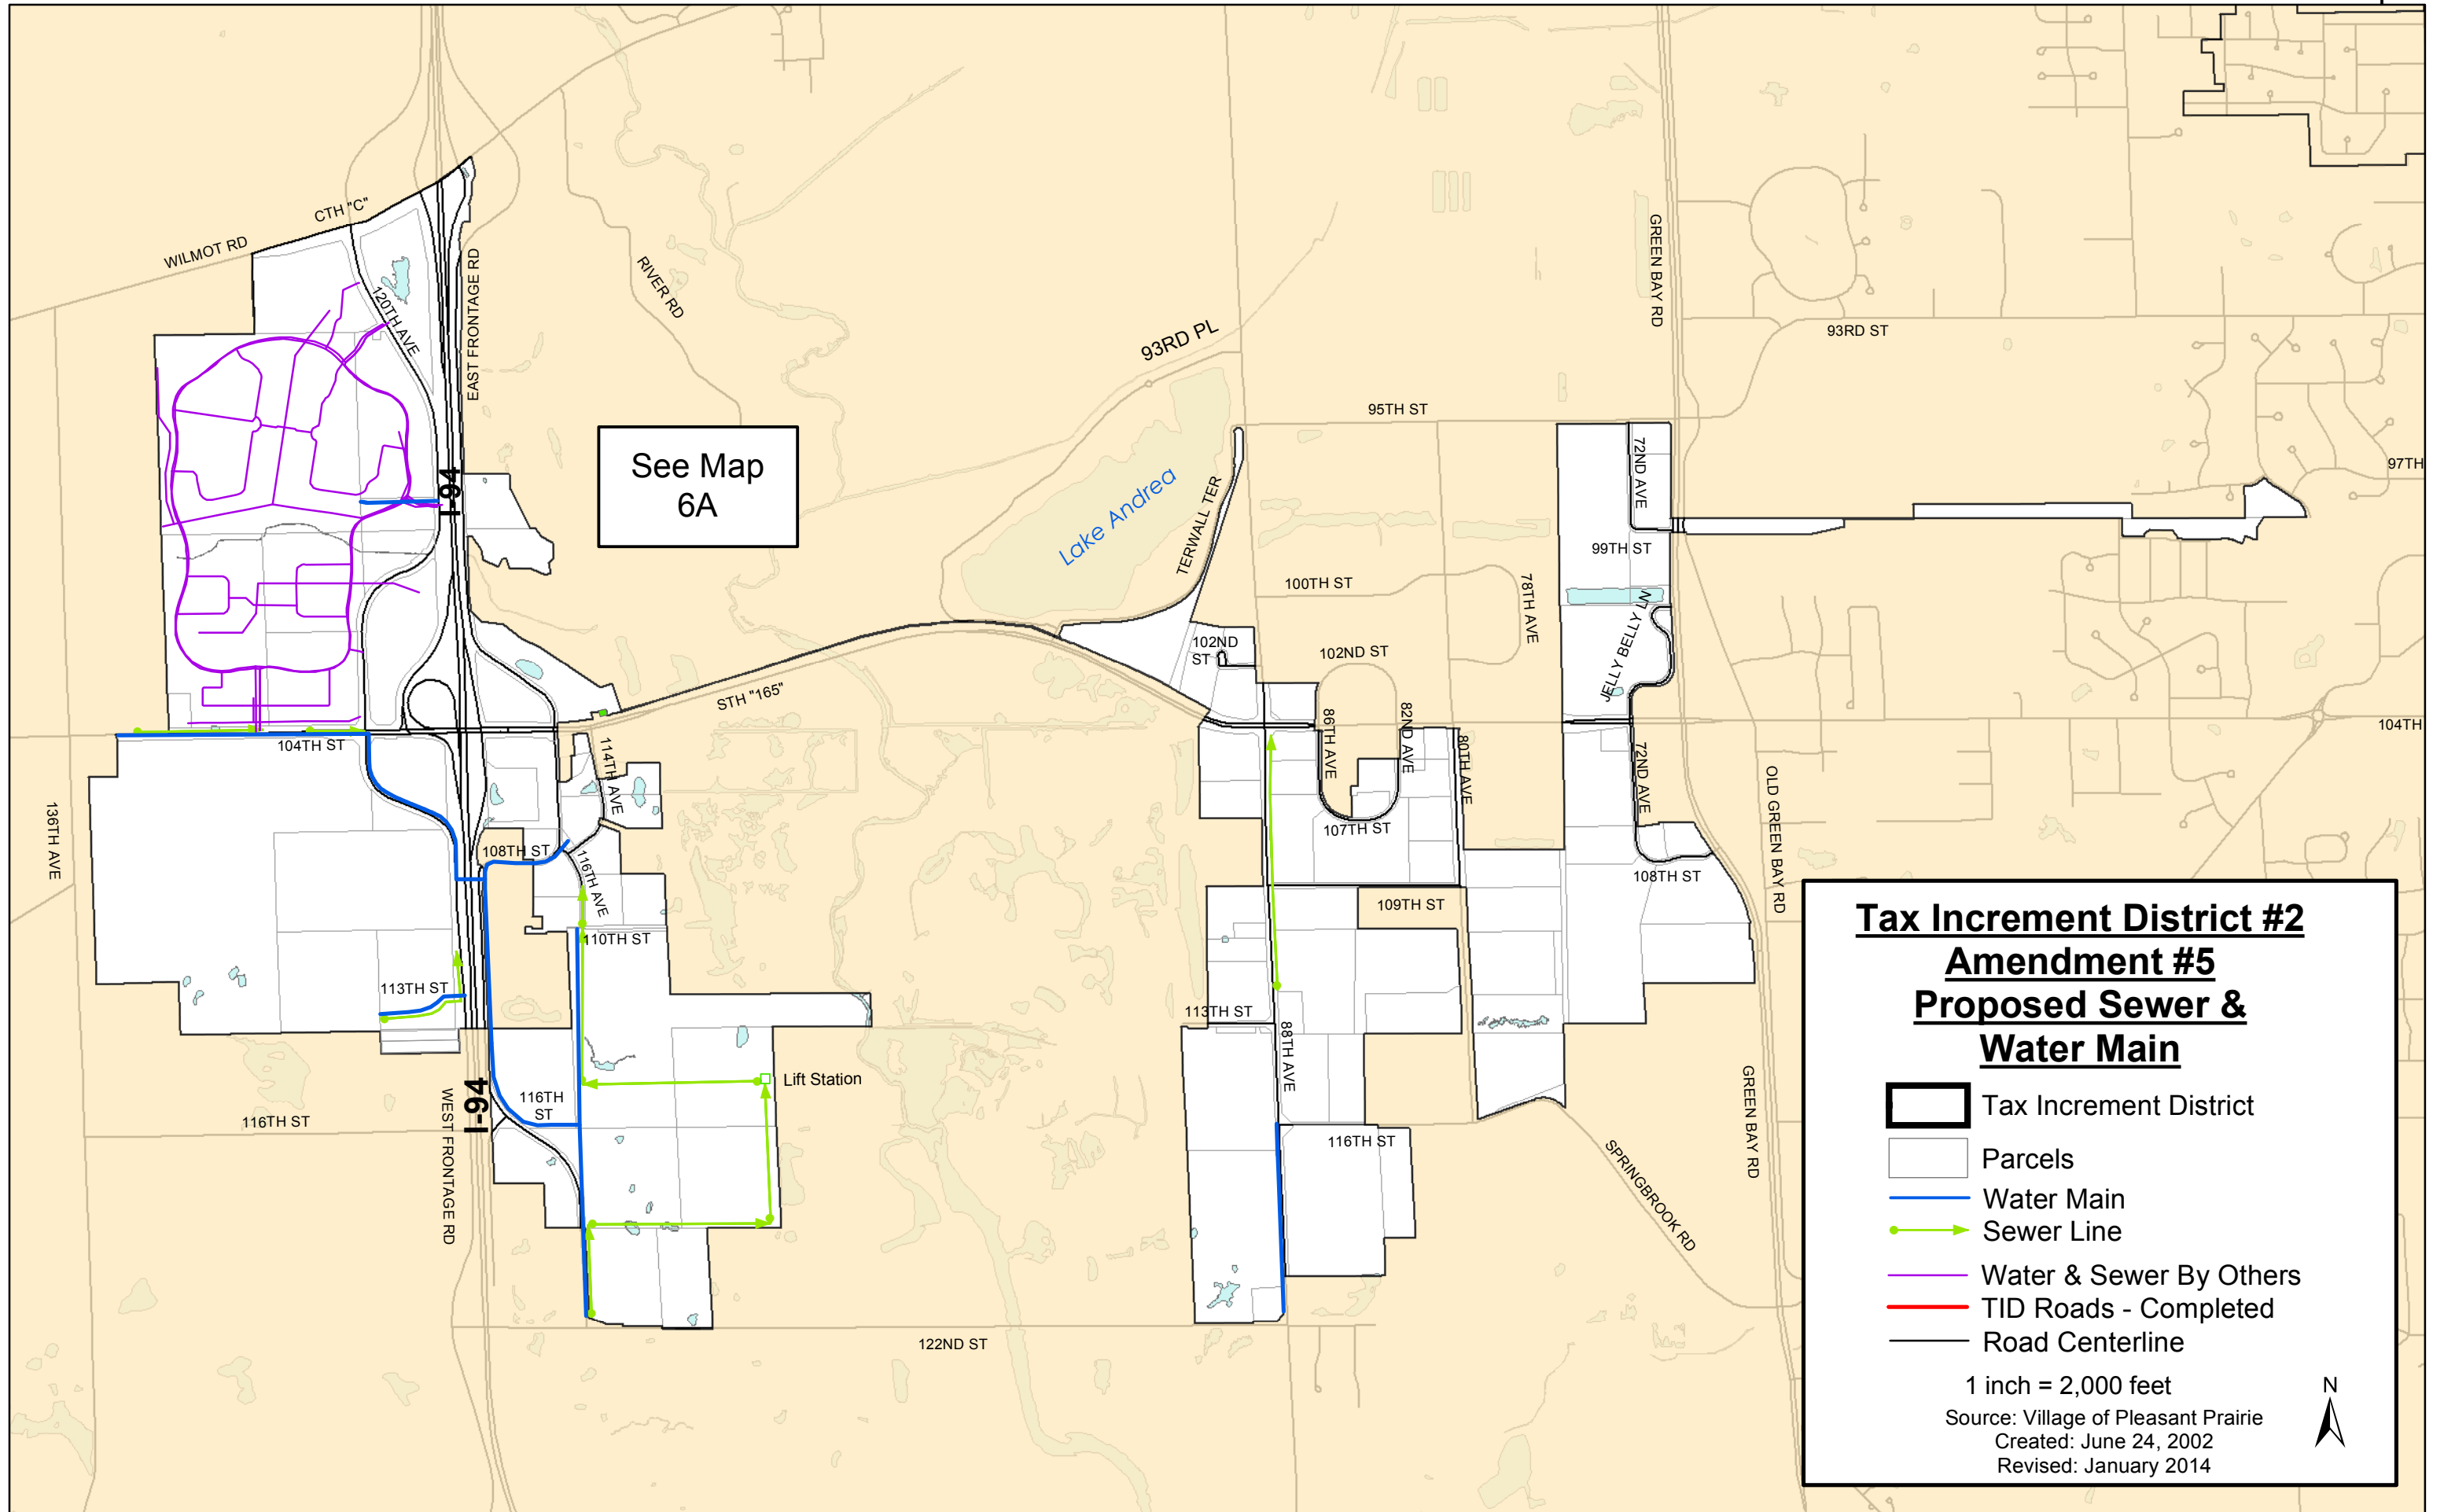 CTH "C"
WILMOT RD
120TH AVE
EAST FRONTAGE RD
RIVER RD
GREEN BAY RD
93RD PL
93RD ST
95TH ST
See Map
6A
I-94
Lake Andrea
TERWALL TER
72ND AVE
97TH
99TH ST
100TH ST
78TH AVE
JELLY BELLY LN
102ND
ST
102ND ST
STH "165"
86TH AVE
82ND AVE
80TH AVE
104TH ST
104TH
114TH AVE
72ND AVE
OLD GREEN BAY RD
136TH AVE
107TH ST
108TH ST
116TH AVE
108TH ST
109TH ST
110TH ST
113TH ST
113TH ST
88TH AVE
Lift Station
I-94
WEST FRONTAGE RD
116TH
ST
116TH ST
116TH ST
GREEN BAY RD
SPRINGBROOK RD
122ND ST
Tax Increment District #2
Amendment #5
Proposed Sewer &
Water Main
Tax Increment District
Parcels
Water Main
Sewer Line
Water & Sewer By Others
TID Roads - Completed
Road Centerline
1 inch = 2,000 feet
N
Source: Village of Pleasant Prairie
Created: June 24, 2002
Revised: January 2014